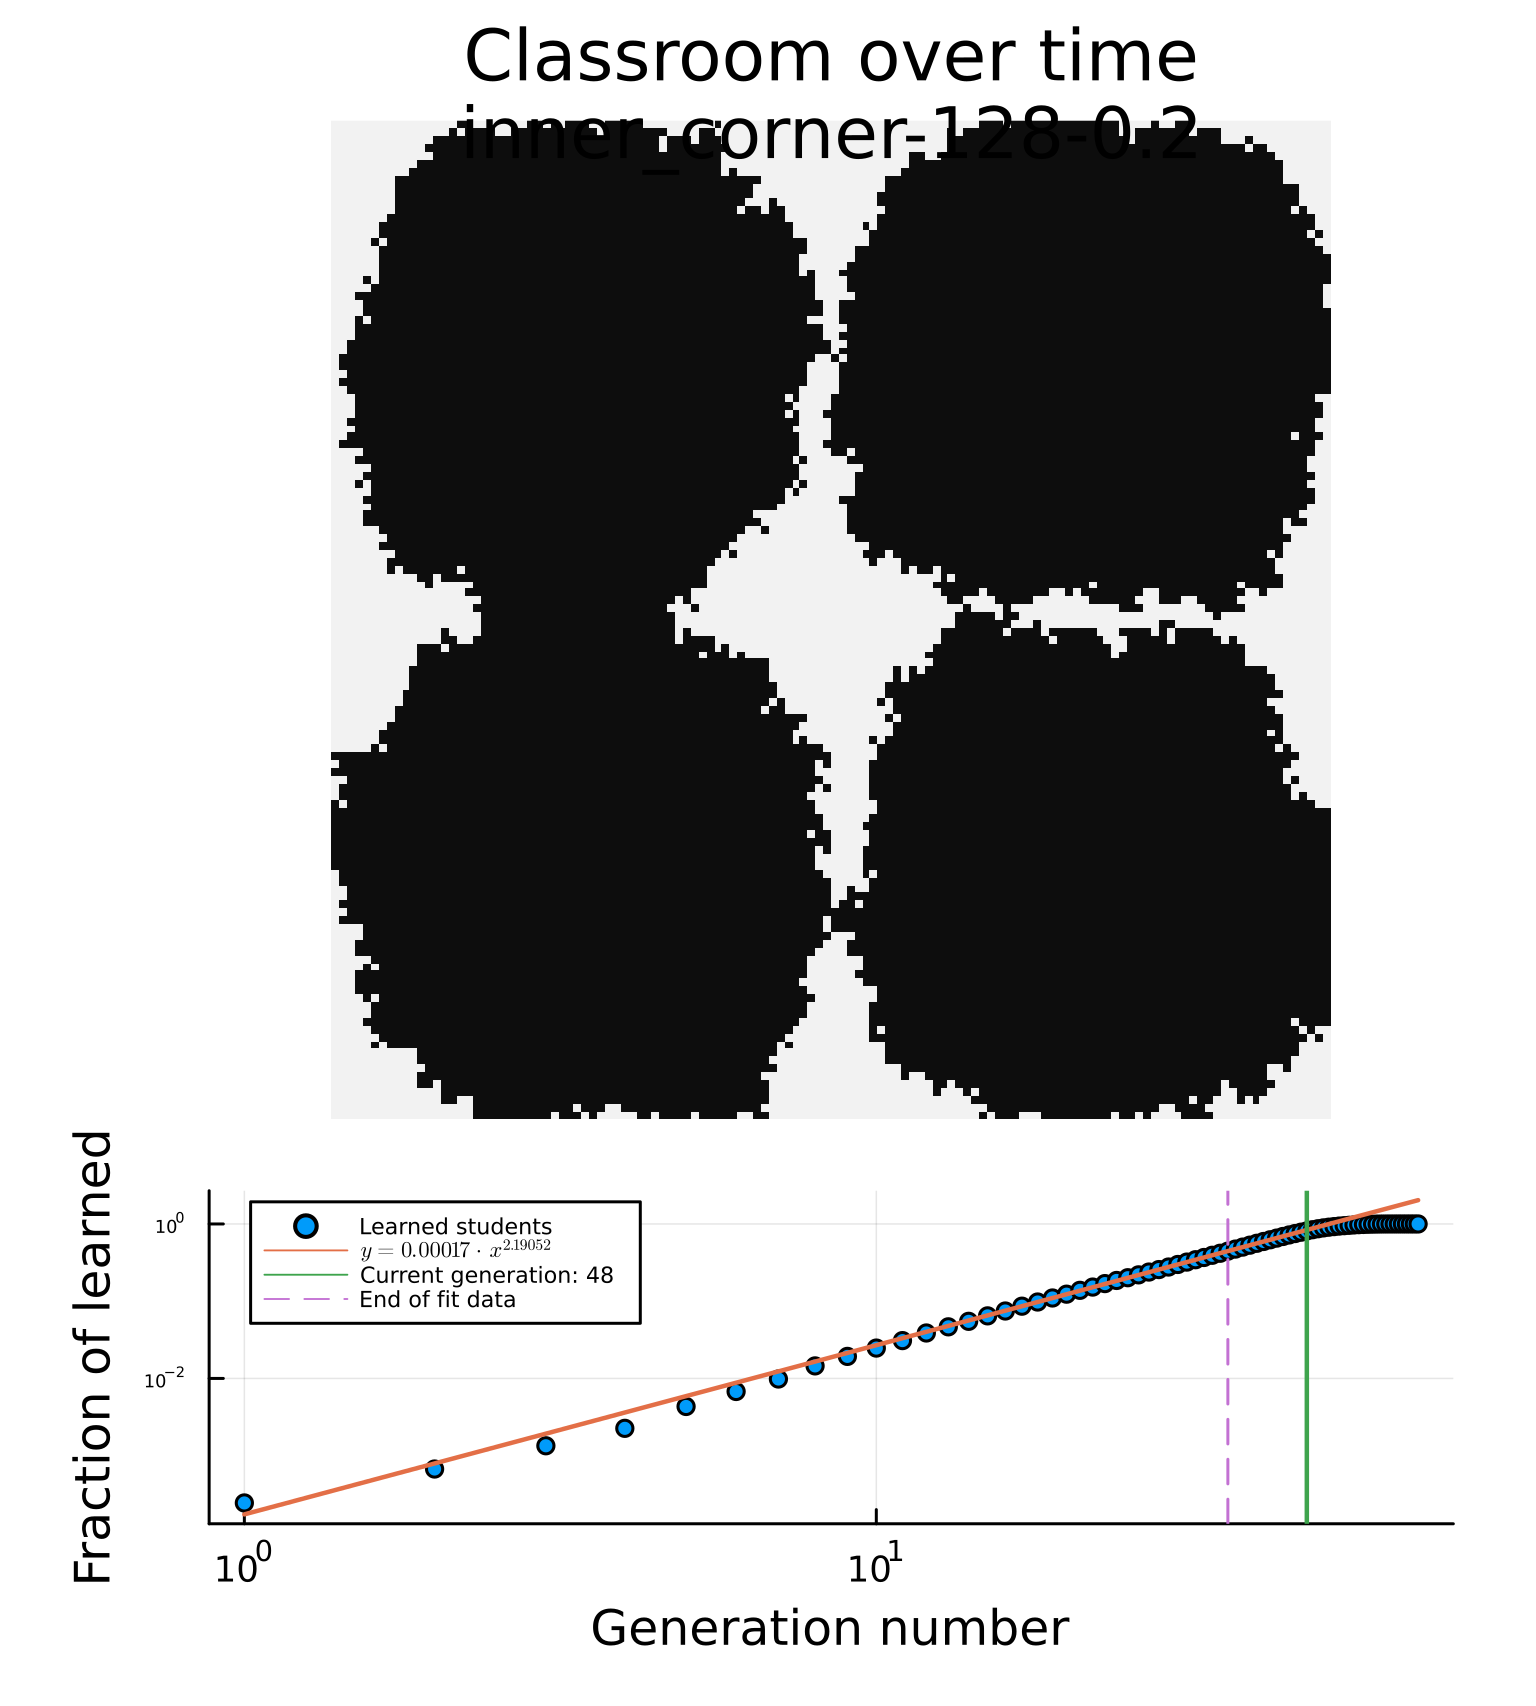 Classroom over time
inner_corner-128-0.2
Fraction of learned
10^0
10^-2
Learned students
y = 0.00017 · x^2.19052
Current generation: 48
End of fit data
10^0
10^1
Generation number